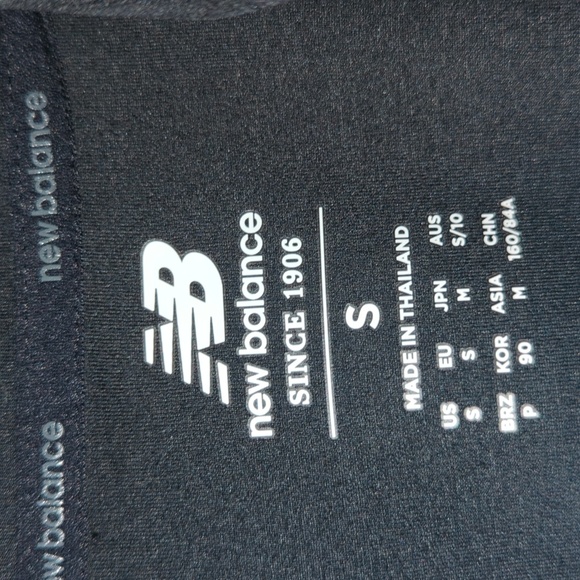 new balance
w balance
NB
new balance
SINCE 1906
S
MADE IN THAILAND
US EU JPN AUS
S S M S/10
BRZ KOR ASIA CHN
P 90 M 160/84A